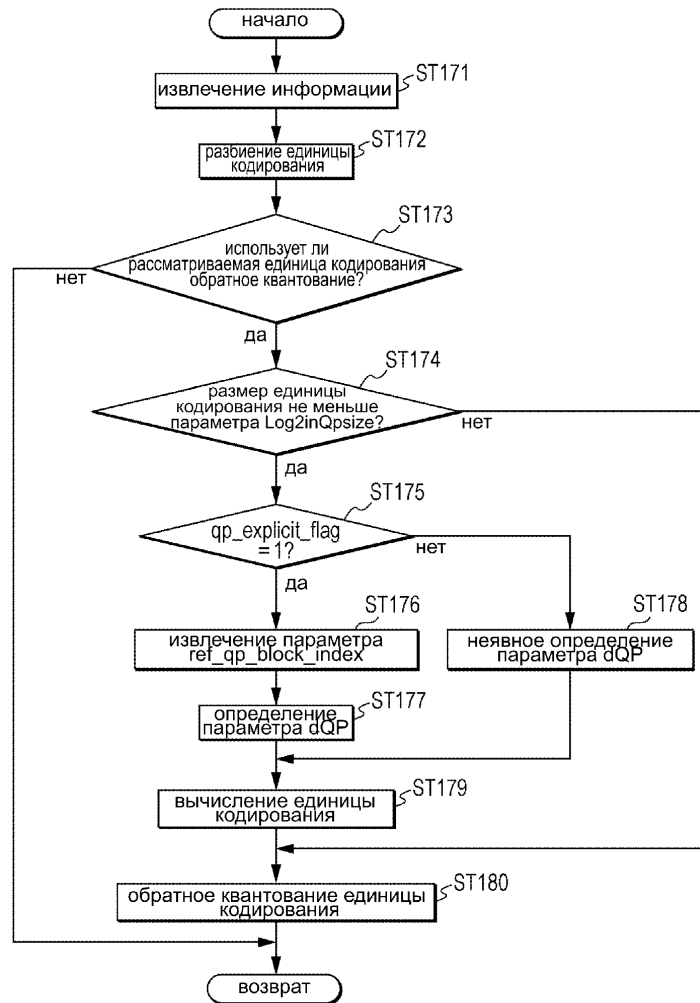 начало
извлечение информации
ST171
разбиение единицы
кодирования
ST172
использует ли
рассматриваемая единица кодирования
обратное квантование?
ST173
нет
да
размер единицы
кодирования не меньше
параметра Log2inQpsize?
ST174
нет
да
qp_explicit_flag
=1?
ST175
нет
да
извлечение параметра
ref_qp_block_index
ST176
неявное определение
параметра dQP
ST178
определение
параметра dQP
ST177
вычисление единицы
кодирования
ST179
обратное квантование единицы
кодирования
ST180
возврат